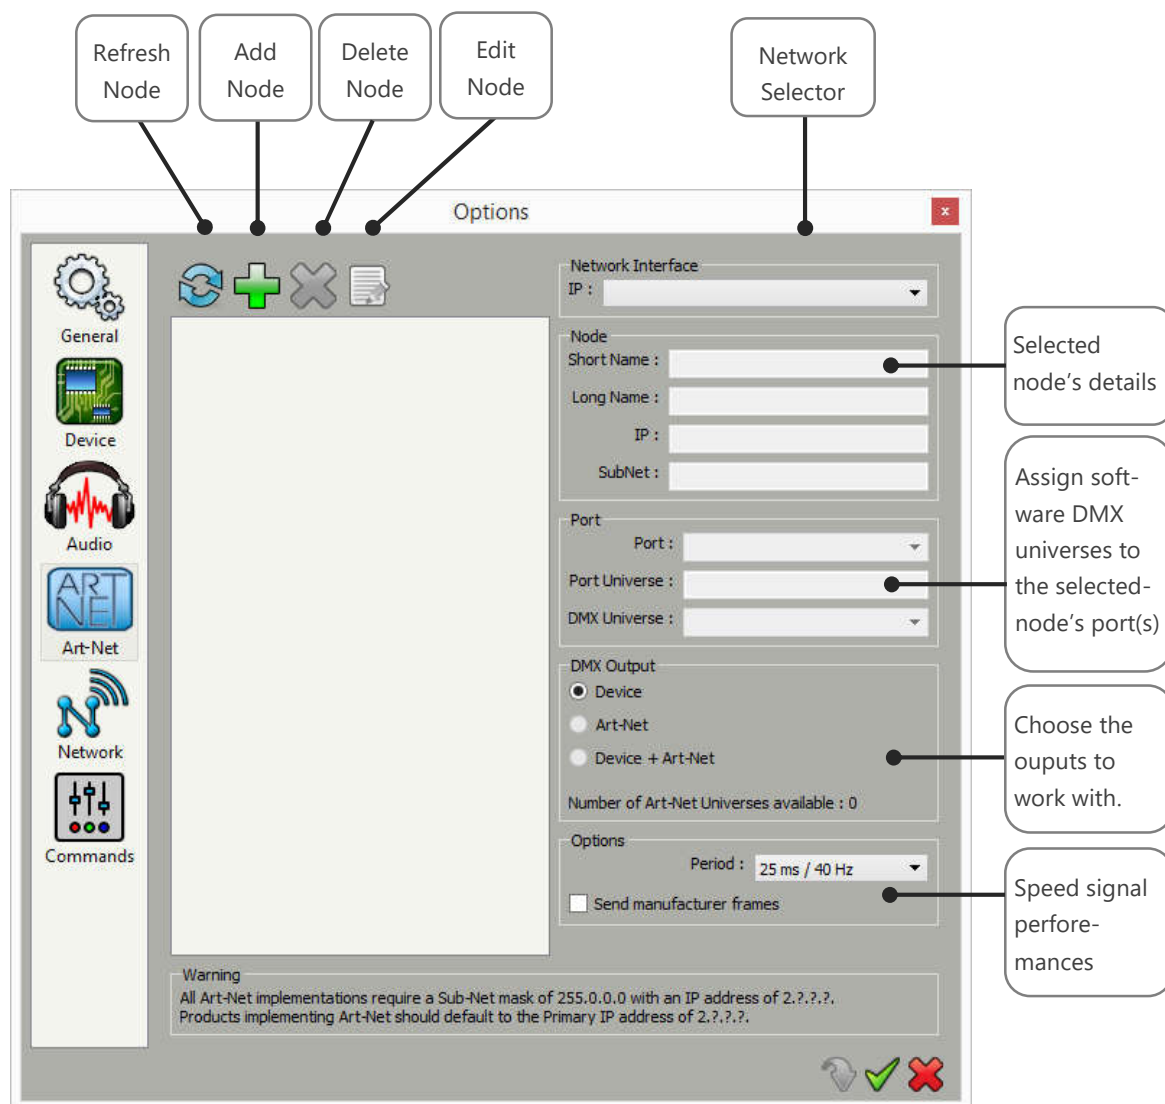 Refresh
Node
Add
Node
Delete
Node
Edit
Node
Network
Selector
Options
x
General
Device
Audio
ART
NET
Art-Net
Network
Commands
Network Interface
IP :
Node
Short Name :
Long Name :
IP :
SubNet :
Port
Port :
Port Universe :
DMX Universe :
DMX Output
Device
Art-Net
Device + Art-Net
Number of Art-Net Universes available : 0
Options
Period : 25 ms / 40 Hz
Send manufacturer frames
Warning
All Art-Net implementations require a Sub-Net mask of 255.0.0.0 with an IP address of 2.?.?.?.
Products implementing Art-Net should default to the Primary IP address of 2.?.?.?.
Selected
node's details
Assign soft-
ware DMX
universes to
the selected-
node's port(s)
Choose the
ouputs to
work with.
Speed signal
perfore-
mances